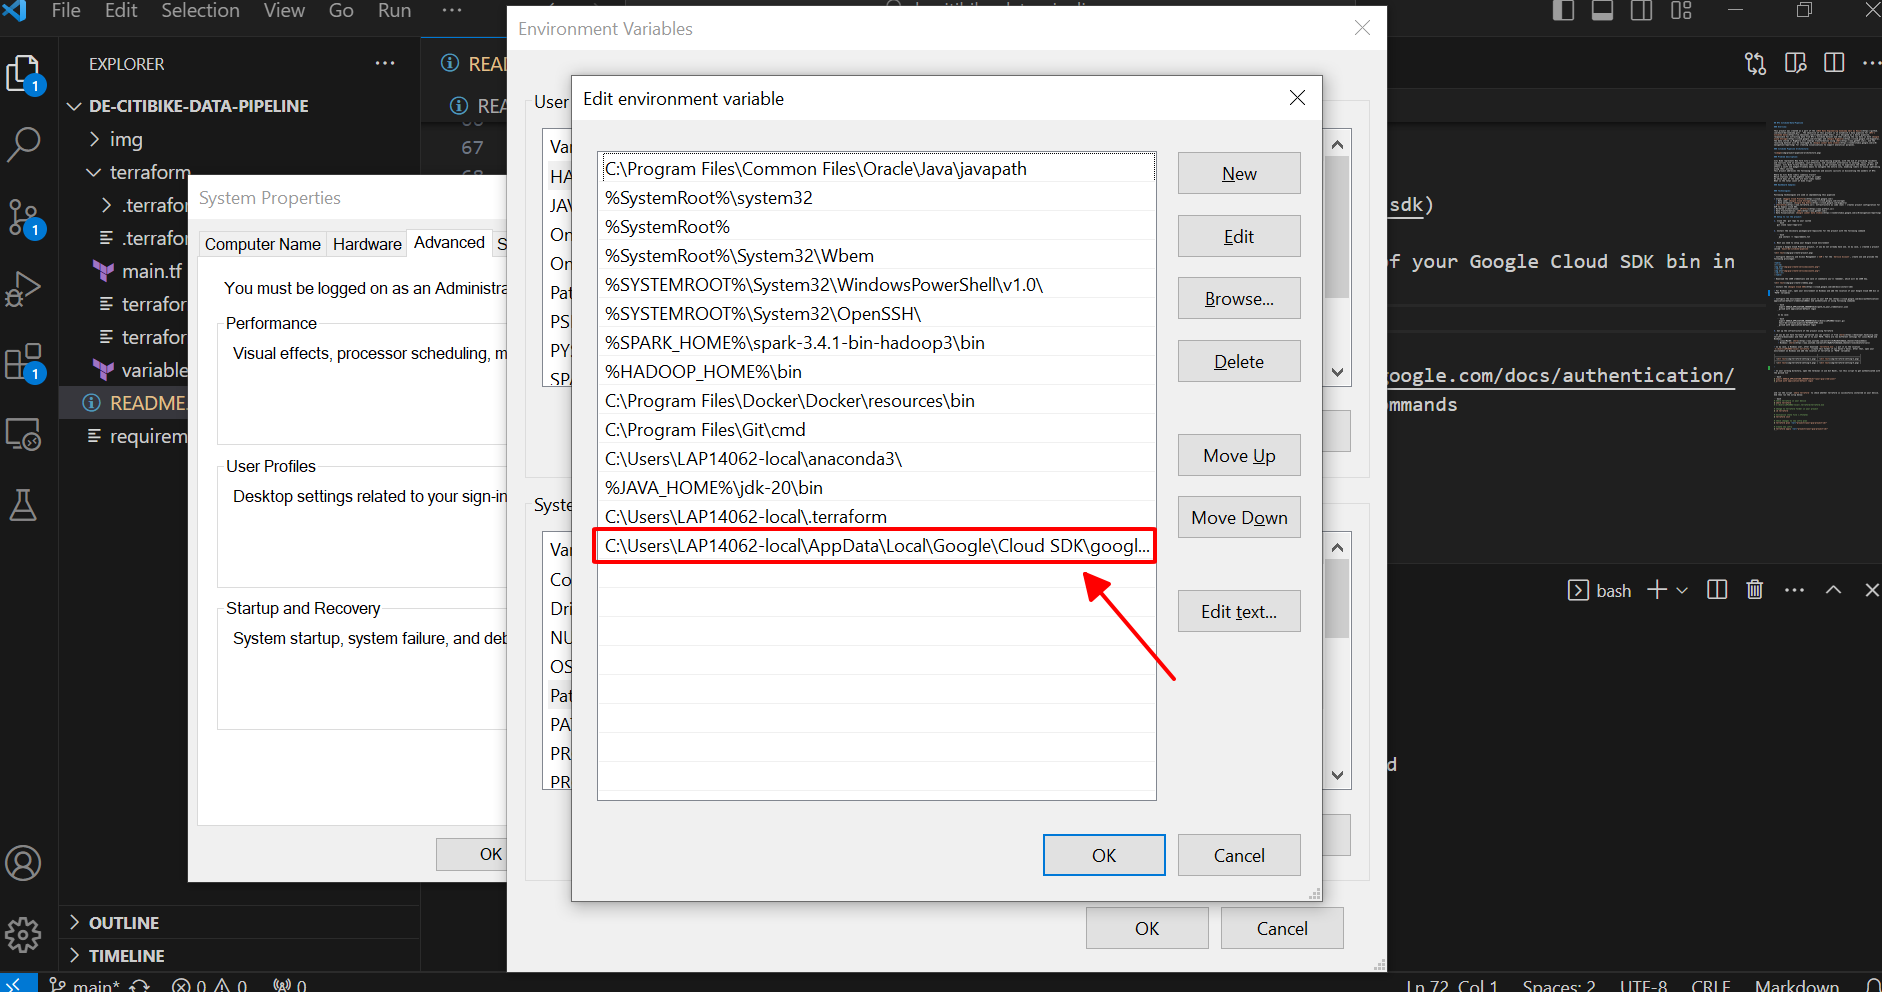 File Edit Selection View Go Run ···
EXPLORER ···
DE-CITIBIKE-DATA-PIPELINE
img
terraform
.terrafor
.terrafor
main.tf
terrafor
terrafor
variable
README.
requirem
OUTLINE
TIMELINE
1
1
1
READ
REA
67
System Properties
Computer Name
Hardware
Advanced
S
You must be logged on as an Administra
Performance
Visual effects, processor scheduling, m
User Profiles
Desktop settings related to your sign-in
Startup and Recovery
System startup, system failure, and deb
OK
Environment Variables
User
Var
HA
JAV
On
On
Pat
PS
PY
SPA
Syste
Var
Co
Dri
NU
OS
Pat
PA
PR
PR
OK
Cancel
Edit environment variable
C:\Program Files\Common Files\Oracle\Java\javapath
%SystemRoot%\system32
%SystemRoot%
%SystemRoot%\System32\Wbem
%SYSTEMROOT%\System32\WindowsPowerShell\v1.0\
%SYSTEMROOT%\System32\OpenSSH\
%SPARK_HOME%\spark-3.4.1-bin-hadoop3\bin
%HADOOP_HOME%\bin
C:\Program Files\Docker\Docker\resources\bin
C:\Program Files\Git\cmd
C:\Users\LAP14062-local\anaconda3\
%JAVA_HOME%\jdk-20\bin
C:\Users\LAP14062-local\.terraform
C:\Users\LAP14062-local\AppData\Local\Google\Cloud SDK\googl...
New
Edit
Browse...
Delete
Move Up
Move Down
Edit text...
OK
Cancel
sdk)
f your Google Cloud SDK bin in
google.com/docs/authentication/
mmands
bash
d
main* 0 0 0
Ln 72, Col 1 Spaces: 2 UTF-8 CRLF Markdown